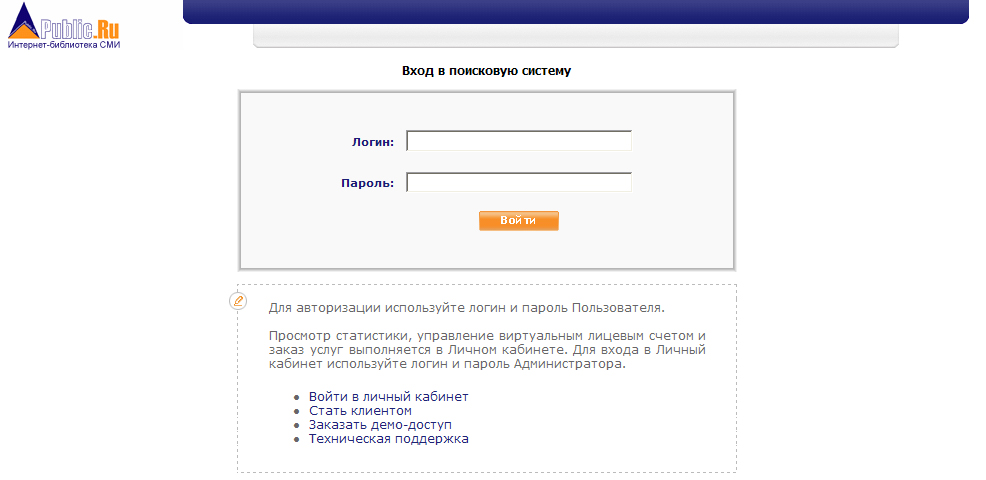 Public.Ru
Интернет-библиотека СМИ
Вход в поисковую систему
Логин:
Пароль:
Войти
Для авторизации используйте логин и пароль Пользователя.
Просмотр статистики, управление виртуальным лицевым счетом и
заказ услуг выполняется в Личном кабинете. Для входа в Личный
кабинет используйте логин и пароль Администратора.
Войти в личный кабинет
Стать клиентом
Заказать демо-доступ
Техническая поддержка